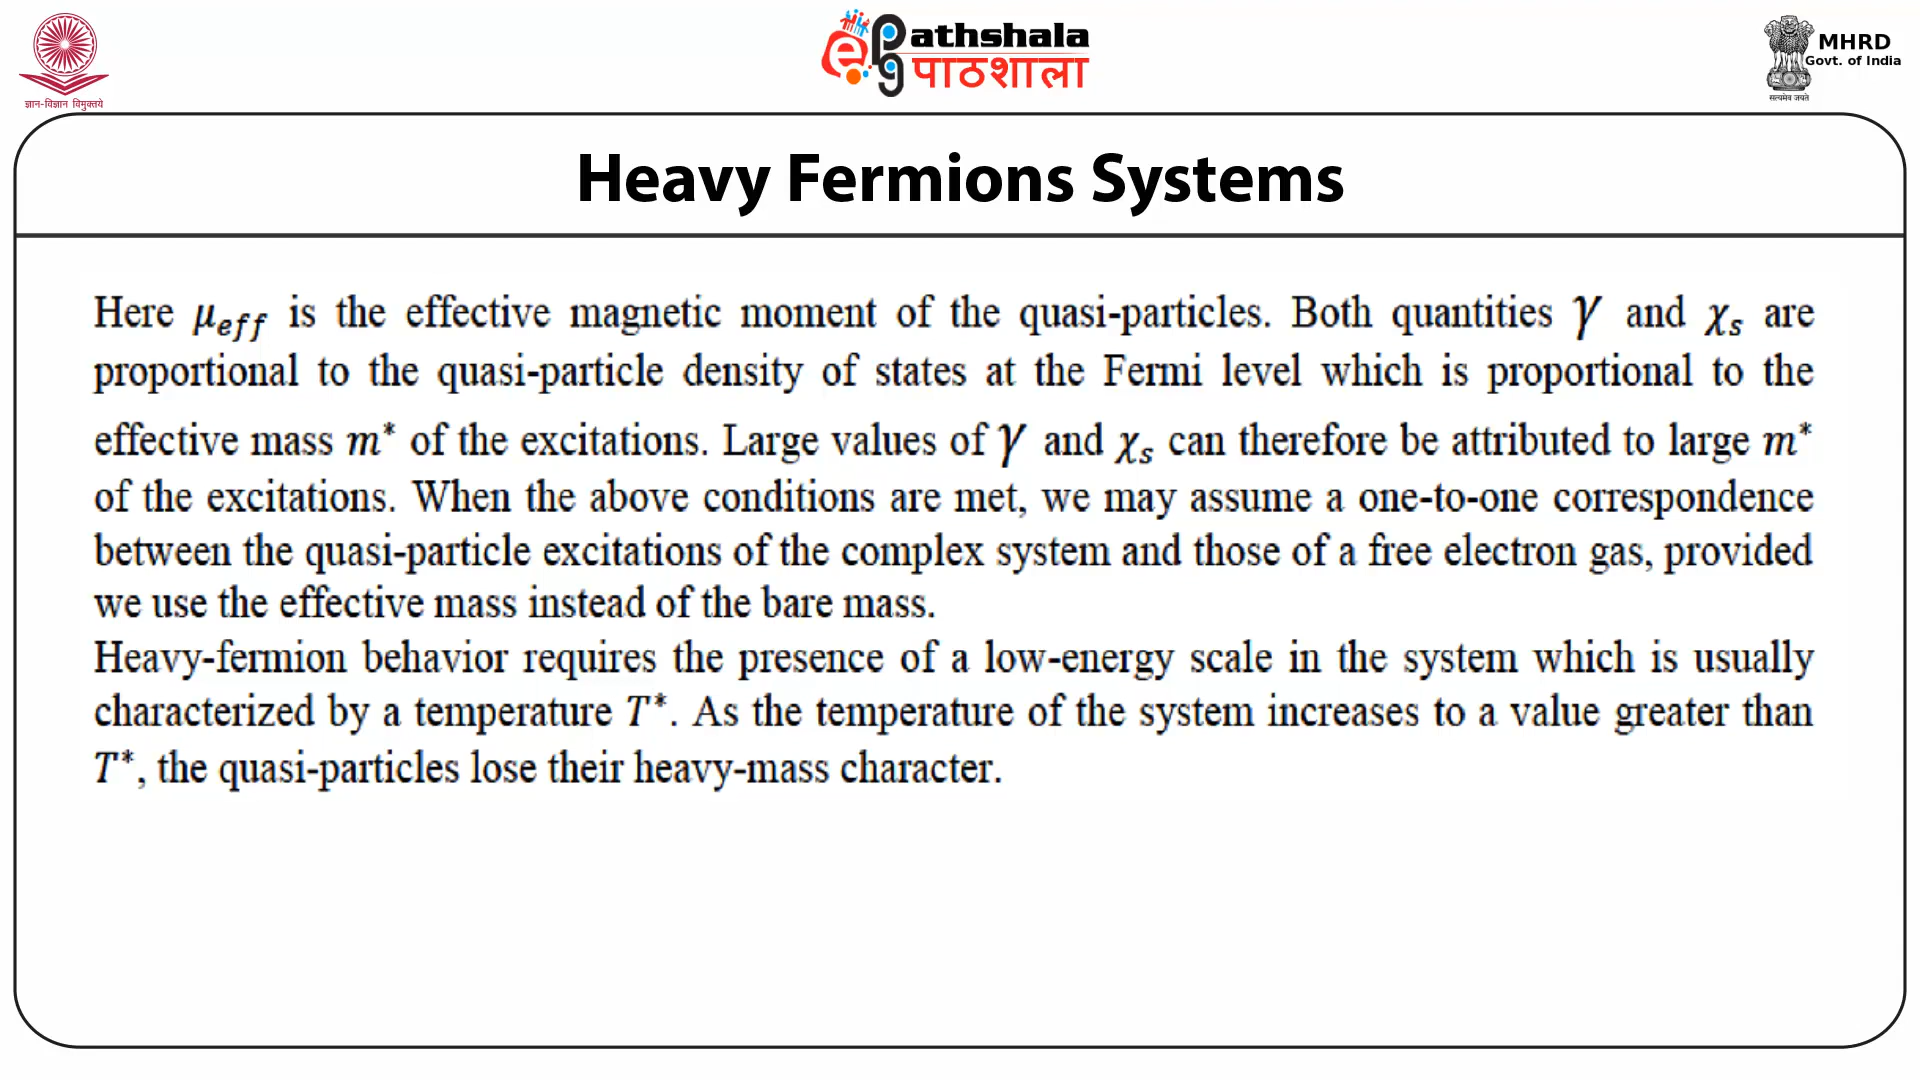 ज्ञान-विज्ञान विमुक्तये
ePathshala
पाठशाला
MHRD
Govt. of India
सत्यमेव जयते
Heavy Fermions Systems
Here μ_eff is the effective magnetic moment of the quasi-particles. Both quantities γ and χ_s are
proportional to the quasi-particle density of states at the Fermi level which is proportional to the
effective mass m* of the excitations. Large values of γ and χ_s can therefore be attributed to large m*
of the excitations. When the above conditions are met, we may assume a one-to-one correspondence
between the quasi-particle excitations of the complex system and those of a free electron gas, provided
we use the effective mass instead of the bare mass.
Heavy-fermion behavior requires the presence of a low-energy scale in the system which is usually
characterized by a temperature T*. As the temperature of the system increases to a value greater than
T*, the quasi-particles lose their heavy-mass character.